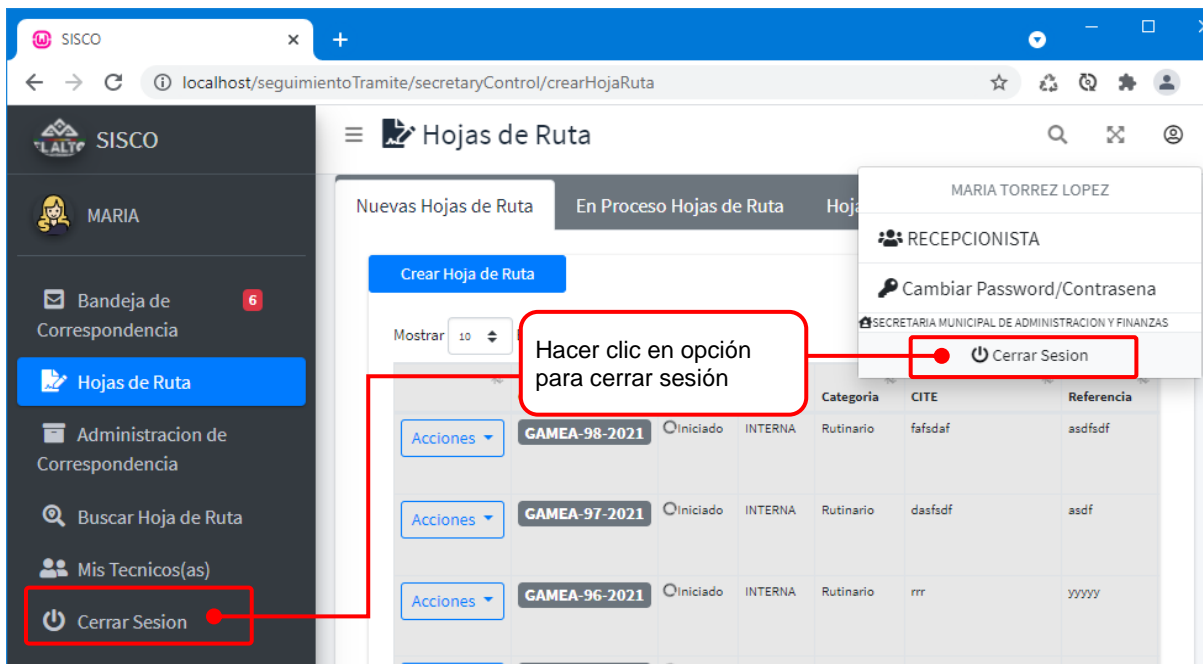 SISCO
localhost/seguimientoTramite/secretaryControl/crearHojaRuta
SISCO
Hojas de Ruta
MARIA
MARIA TORREZ LOPEZ
RECEPCIONISTA
Cambiar Password/Contrasena
SECRETARIA MUNICIPAL DE ADMINISTRACION Y FINANZAS
Cerrar Sesion
Nuevas Hojas de Ruta
En Proceso Hojas de Ruta
Crear Hoja de Ruta
Bandeja de
Correspondencia
6
Hojas de Ruta
Administracion de
Correspondencia
Buscar Hoja de Ruta
Mis Tecnicos(as)
Cerrar Sesion
Mostrar 10
Hacer clic en opción
para cerrar sesión
Categoria CITE Referencia
Acciones GAMEA-98-2021 Iniciado INTERNA Rutinario fafsdaf asdfsdf
Acciones GAMEA-97-2021 Iniciado INTERNA Rutinario dasfsdf asdf
Acciones GAMEA-96-2021 Iniciado INTERNA Rutinario rrr yyyyy